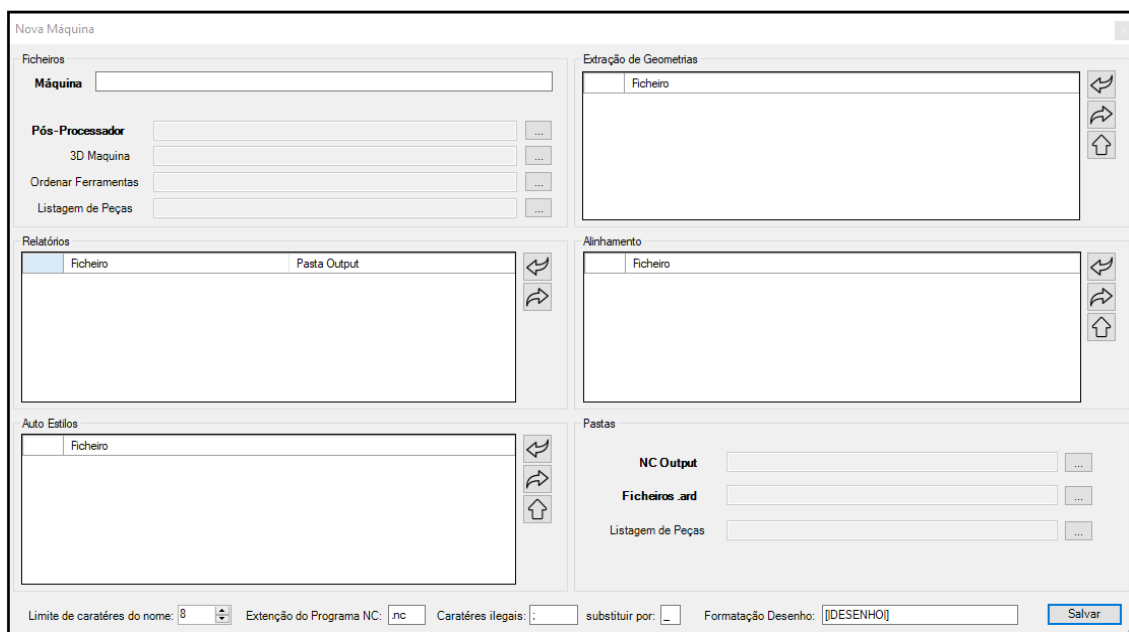 Nova Máquina
Ficheiros
Máquina
Pós-Processador ...
3D Maquina ...
Ordenar Ferramentas ...
Listagem de Peças ...
Extração de Geometrias
Ficheiro
Relatórios
Ficheiro Pasta Output
Alinhamento
Ficheiro
Auto Estilos
Ficheiro
Pastas
NC Output ...
Ficheiros .ard ...
Listagem de Peças ...
Limite de caratéres do nome: 8 Extenção do Programa NC: .nc Caratéres ilegais: ; substituir por: _ Formatação Desenho: [|DESENHO|] Salvar